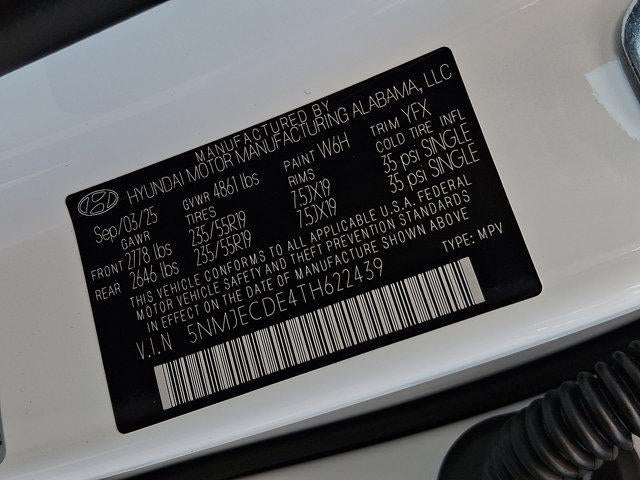 MANUFACTURED BY
HYUNDAI MOTOR MANUFACTURING ALABAMA, LLC
Sep/03/25 GVWR 4861 lbs PAINT W6H TRIM YFX
GAWR TIRES RIMS COLD TIRE INFL
FRONT 2778 lbs 235/55R19 7.5JX19 35 psi SINGLE
REAR 2646 lbs 235/55R19 7.5JX19 35 psi SINGLE
THIS VEHICLE CONFORMS TO ALL APPLICABLE U.S.A. FEDERAL
MOTOR VEHICLE SAFETY AND THEFT PREVENTION STANDARDS
IN EFFECT ON THE DATE OF MANUFACTURE SHOWN ABOVE
V.I.N 5NMJECDE4TH622439 TYPE: MPV